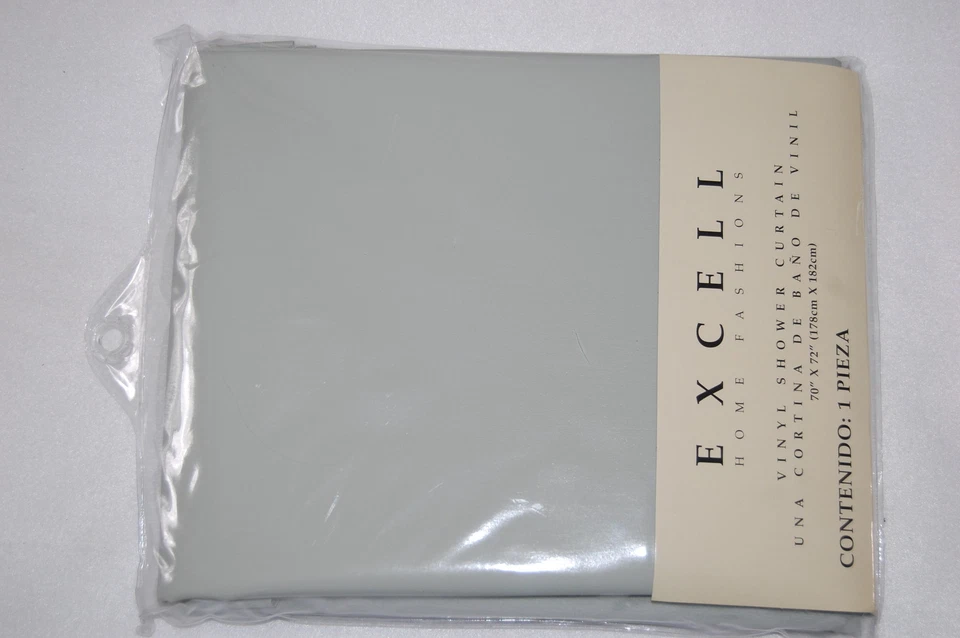 EXCELL
HOME FASHIONS
VINYL SHOWER CURTAIN
UNA CORTINA DE BAÑO DE VINIL
70" X 72" (178cm X 182cm)
CONTENIDO: 1 PIEZA